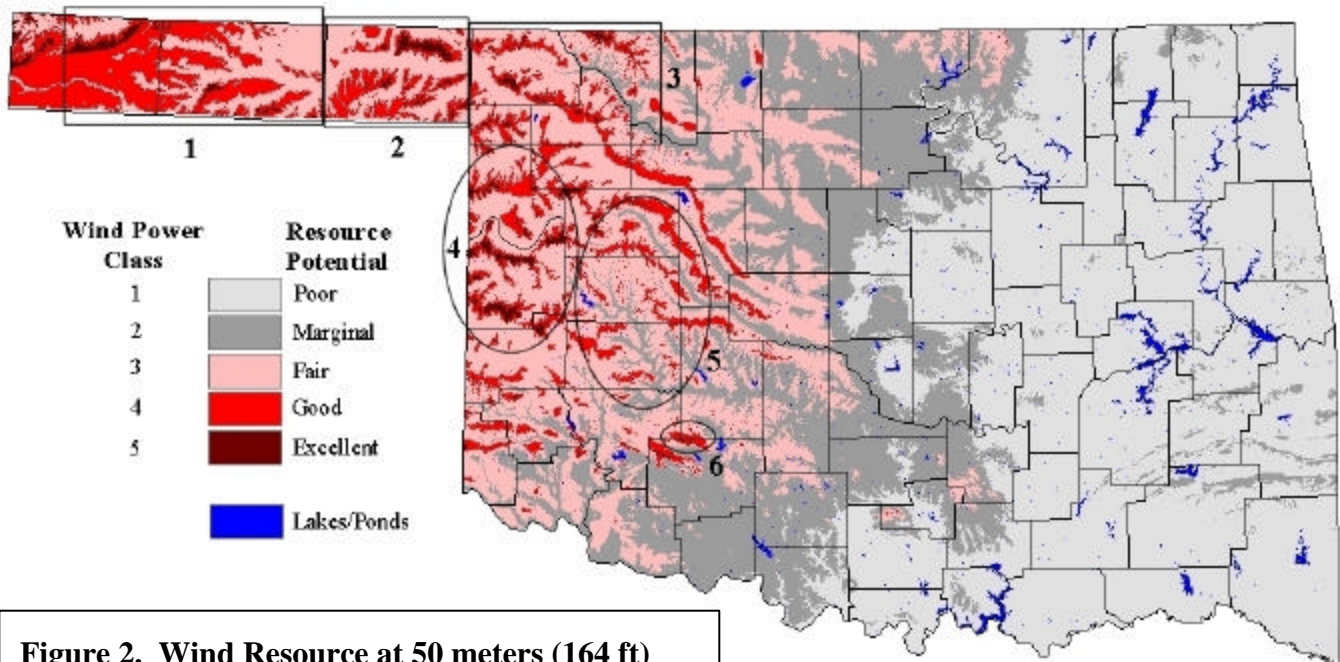 1
2
3
4
5
6
Wind Power Class
Resource Potential
1 Poor
2 Marginal
3 Fair
4 Good
5 Excellent
Lakes/Ponds
Figure 2. Wind Resource at 50 meters (164 ft)